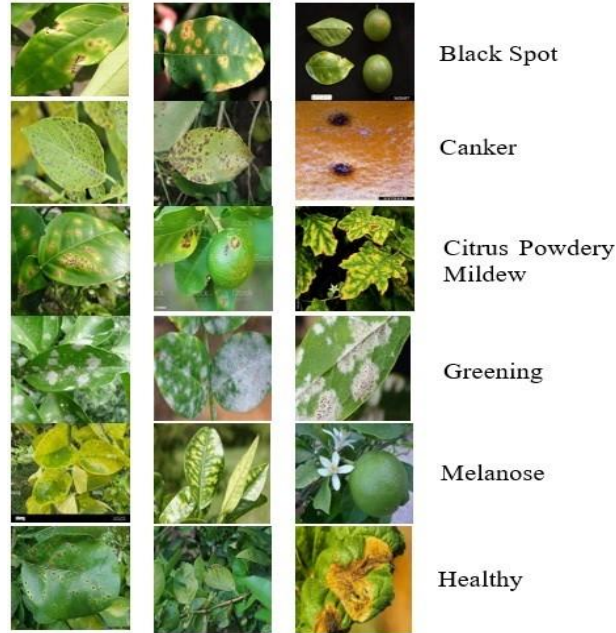 Black Spot
Canker
Citrus Powdery
Mildew
Greening
Melanose
Healthy